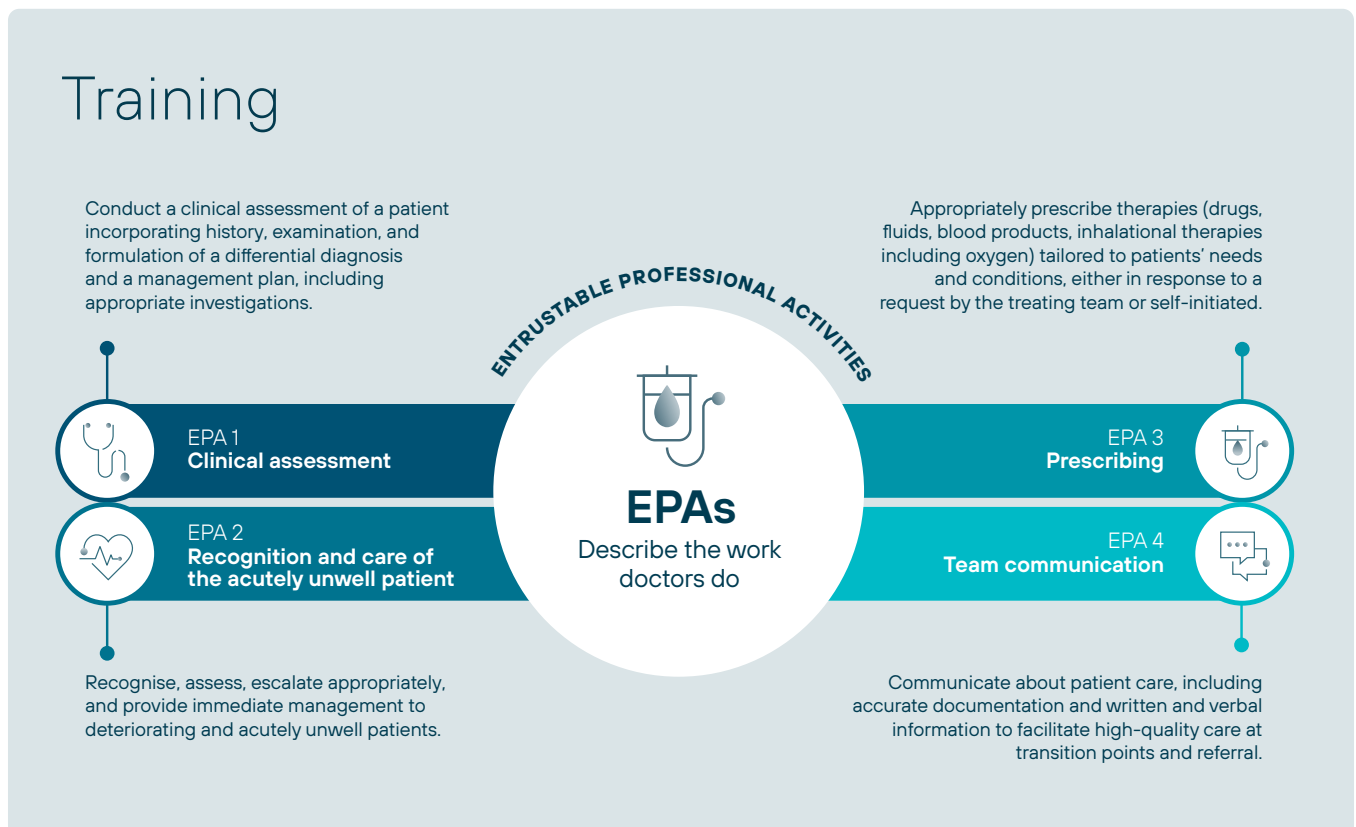 Training
Conduct a clinical assessment of a patient
incorporating history, examination, and
formulation of a differential diagnosis
and a management plan, including
appropriate investigations.
Appropriately prescribe therapies (drugs,
fluids, blood products, inhalational therapies
including oxygen) tailored to patients’ needs
and conditions, either in response to a
request by the treating team or self-initiated.
ENTRUSTABLE PROFESSIONAL ACTIVITIES
EPA 1
Clinical assessment
EPA 2
Recognition and care of
the acutely unwell patient
EPAs
Describe the work
doctors do
EPA 3
Prescribing
EPA 4
Team communication
Recognise, assess, escalate appropriately,
and provide immediate management to
deteriorating and acutely unwell patients.
Communicate about patient care, including
accurate documentation and written and verbal
information to facilitate high-quality care at
transition points and referral.